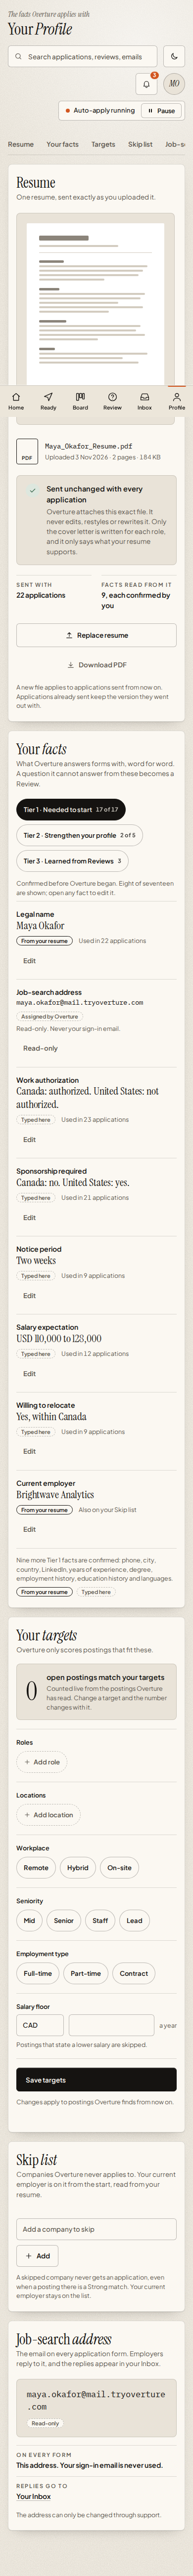 The facts Overture applies with
Your Profile
Search applications, reviews, emails
3
MO
Auto-apply running
Pause
Resume
Your facts
Targets
Skip list
Job-se
Resume
One resume, sent exactly as you uploaded it.
Home
Ready
Board
Review
Inbox
Profile
PDF
Maya_Okafor_Resume.pdf
Uploaded 3 Nov 2026 · 2 pages · 184 KB
Sent unchanged with every
application
Overture attaches this exact file. It
never edits, restyles or rewrites it. Only
the cover letter is written for each role,
and it only says what your resume
supports.
SENT WITH
22 applications
FACTS READ FROM IT
9, each confirmed by
you
Replace resume
Download PDF
A new file applies to applications sent from now on.
Applications already sent keep the version they went
out with.
Your facts
What Overture answers forms with, word for word.
A question it cannot answer from these becomes a
Review.
Tier 1 · Needed to start 17 of 17
Tier 2 · Strengthen your profile 2 of 5
Tier 3 · Learned from Reviews 3
Confirmed before Overture began. Eight of seventeen
are shown; open any fact to edit it.
Legal name
Maya Okafor
From your resume
Used in 22 applications
Edit
Job-search address
maya.okafor@mail.tryoverture.com
Assigned by Overture
Read-only. Never your sign-in email.
Read-only
Work authorization
Canada: authorized. United States: not
authorized.
Typed here
Used in 23 applications
Edit
Sponsorship required
Canada: no. United States: yes.
Typed here
Used in 21 applications
Edit
Notice period
Two weeks
Typed here
Used in 9 applications
Edit
Salary expectation
USD 110,000 to 128,000
Typed here
Used in 12 applications
Edit
Willing to relocate
Yes, within Canada
Typed here
Used in 9 applications
Edit
Current employer
Brightwave Analytics
From your resume
Also on your Skip list
Edit
Nine more Tier 1 facts are confirmed: phone, city,
country, LinkedIn, years of experience, degree,
employment history, education history and languages.
From your resume
Typed here
Your targets
Overture only scores postings that fit these.
0
open postings match your targets
Counted live from the postings Overture
has read. Change a target and the number
changes with it.
Roles
Add role
Locations
Add location
Workplace
Remote
Hybrid
On-site
Seniority
Mid
Senior
Staff
Lead
Employment type
Full-time
Part-time
Contract
Salary floor
CAD
a year
Postings that state a lower salary are skipped.
Save targets
Changes apply to postings Overture finds from now on.
Skip list
Companies Overture never applies to. Your current
employer is on it from the start, read from your
resume.
Add a company to skip
Add
A skipped company never gets an application, even
when a posting there is a Strong match. Your current
employer stays on the list.
Job-search address
The email on every application form. Employers
reply to it, and the replies appear in your Inbox.
maya.okafor@mail.tryoverture
.com
Read-only
ON EVERY FORM
This address. Your sign-in email is never used.
REPLIES GO TO
Your Inbox
The address can only be changed through support.